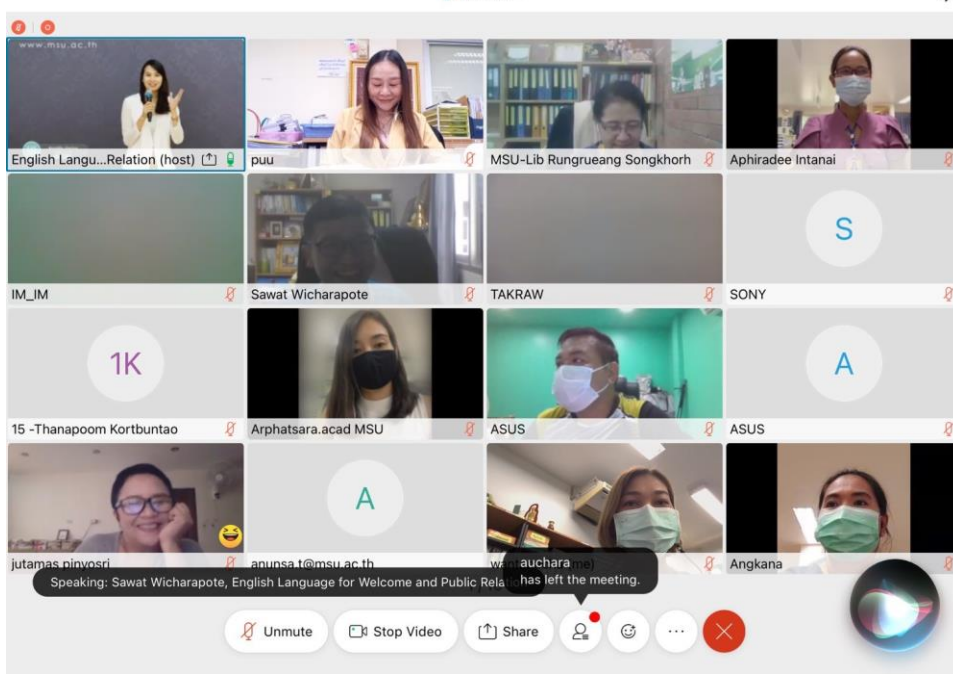 www.msu.ac.th
English Langu...Relation (host)
puu
MSU-Lib Rungrueang Songkhorh
Aphiradee Intanai
IM_IM
Sawat Wicharapote
TAKRAW
SONY
S
1K
15 -Thanapoom Kortbuntao
Arphatsara.acad MSU
ASUS
A
ASUS
jutamas pinyosri
A
anunsa.t@msu.ac.th
Angkana
auchara
has left the meeting.
Speaking: Sawat Wicharapote, English Language for Welcome and Public
Unmute
Stop Video
Share